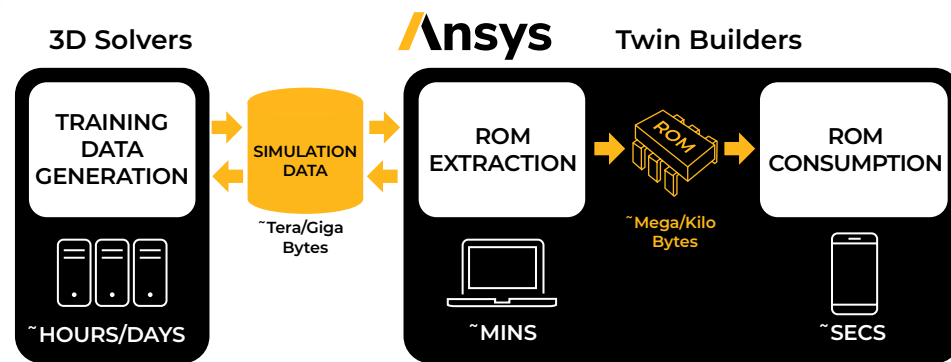 3D Solvers
Ansys
Twin Builders
TRAINING
DATA
GENERATION
~HOURS/DAYS
SIMULATION
DATA
~Tera/Giga
Bytes
ROM
EXTRACTION
~MINS
ROM
~Mega/Kilo
Bytes
ROM
CONSUMPTION
~SECS